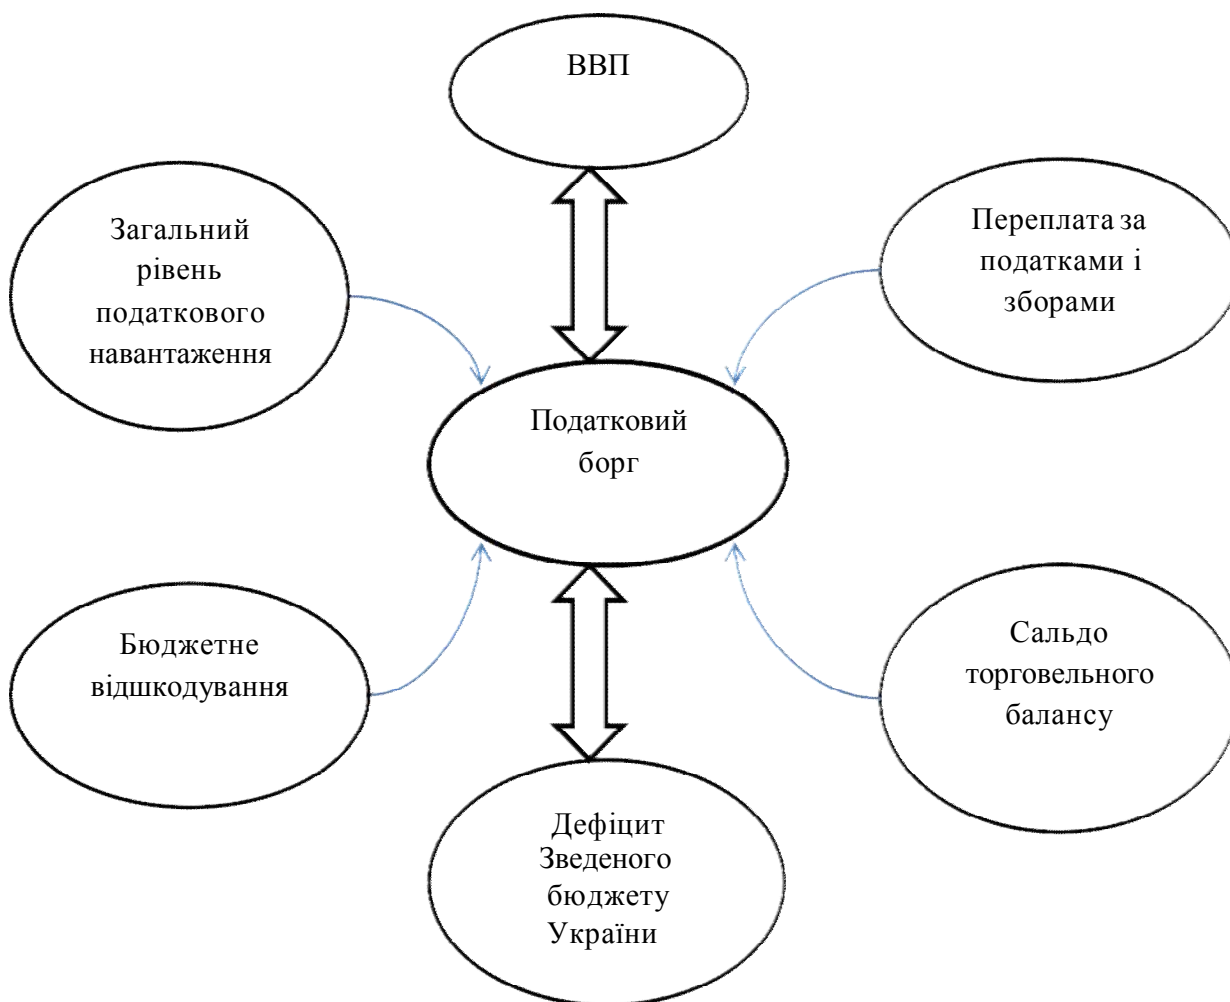 ВВП
Загальний
рівень
податкового
навантаження
Переплата за
податками і
зборами
Податковий
борг
Бюджетне
відшкодування
Сальдо
торговельного
балансу
Дефіцит
Зведеного
бюджету
України